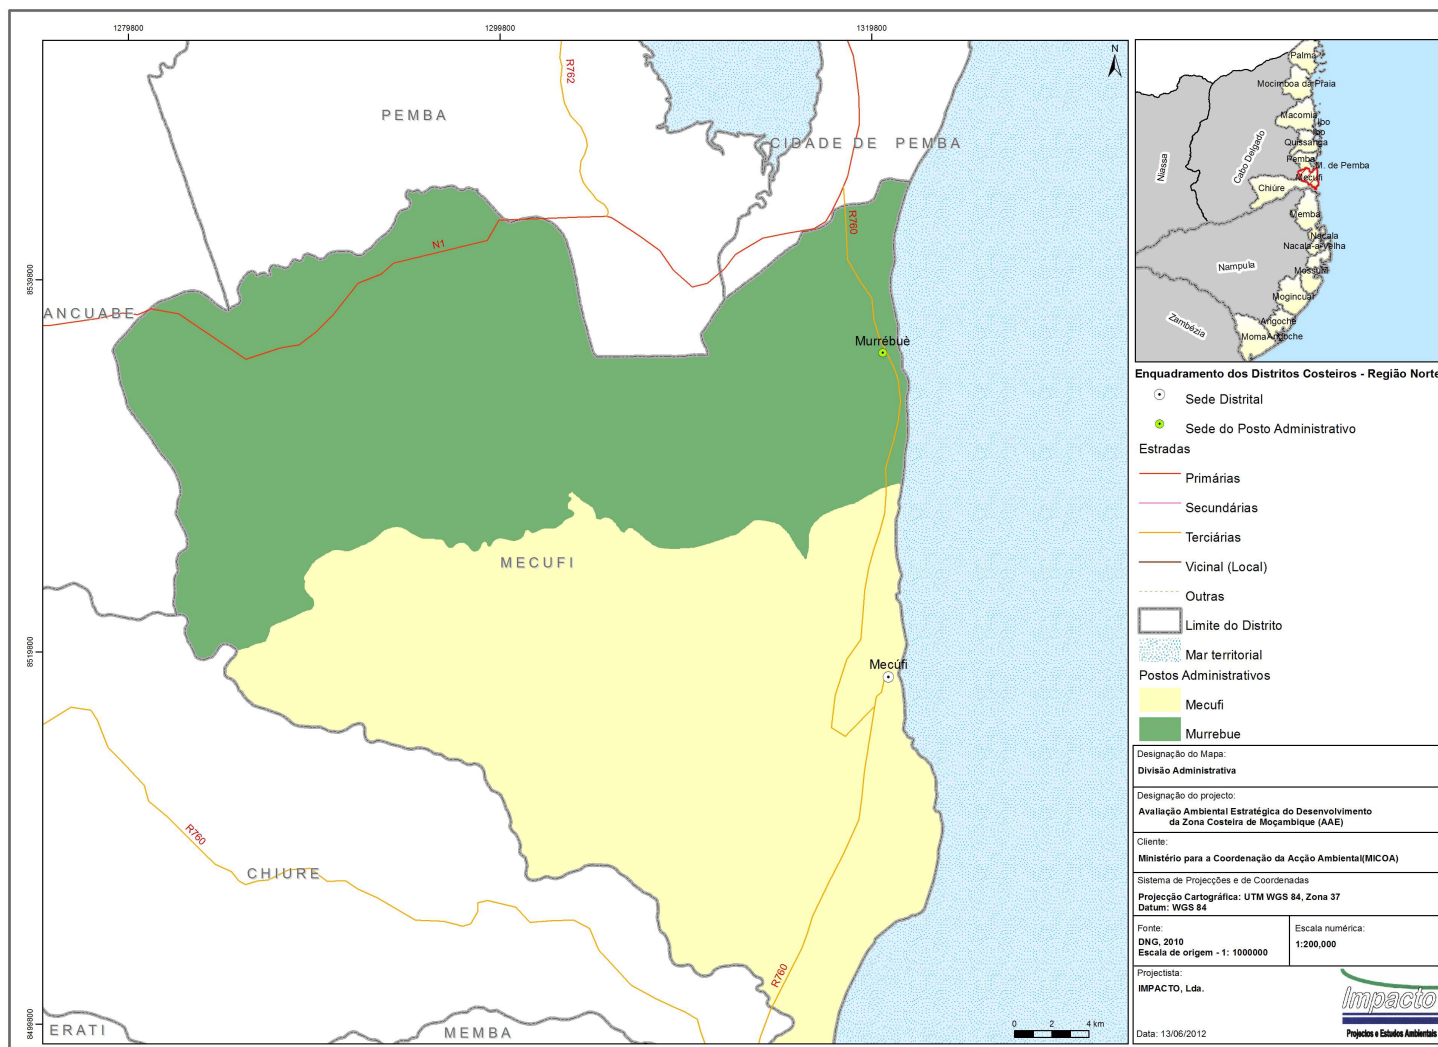 1279800
1299800
1319800
8539800
8519800
8499800
N
R762
PEMBA
CIDADE DE PEMBA
R760
N1
ANCUABE
Murrébuè
MECUFI
Mecúfi
R760
CHIURE
R760
ERATI
MEMBA
0 2 4 km
Palma
Mocimboa da Praia
Macomia
Ibo
Quissanga
Pemba
M. de Pemba
Mecufi
Chiúre
Cabo Delgado
Niassa
Memba
Nacala
Nacala-a-Velha
Nampula
Mossuril
Mogincual
Zambézia
Angoche
Moma
Angoche
Enquadramento dos Distritos Costeiros - Região Norte
Sede Distrital
Sede do Posto Administrativo
Estradas
Primárias
Secundárias
Terciárias
Vicinal (Local)
Outras
Limite do Distrito
Mar territorial
Postos Administrativos
Mecufi
Murrebue
Designação do Mapa:
Divisão Administrativa
Designação do projecto:
Avaliação Ambiental Estratégica do Desenvolvimento
da Zona Costeira de Moçambique (AAE)
Cliente:
Ministério para a Coordenação da Acção Ambiental(MICOA)
Sistema de Projecções e de Coordenadas
Projecção Cartográfica: UTM WGS 84, Zona 37
Datum: WGS 84
Fonte:
DNG, 2010
Escala de origem - 1: 1000000
Escala numérica:
1:200,000
Projectista:
IMPACTO, Lda.
Data: 13/06/2012
Impacto
Projectos e Estudos Ambientais